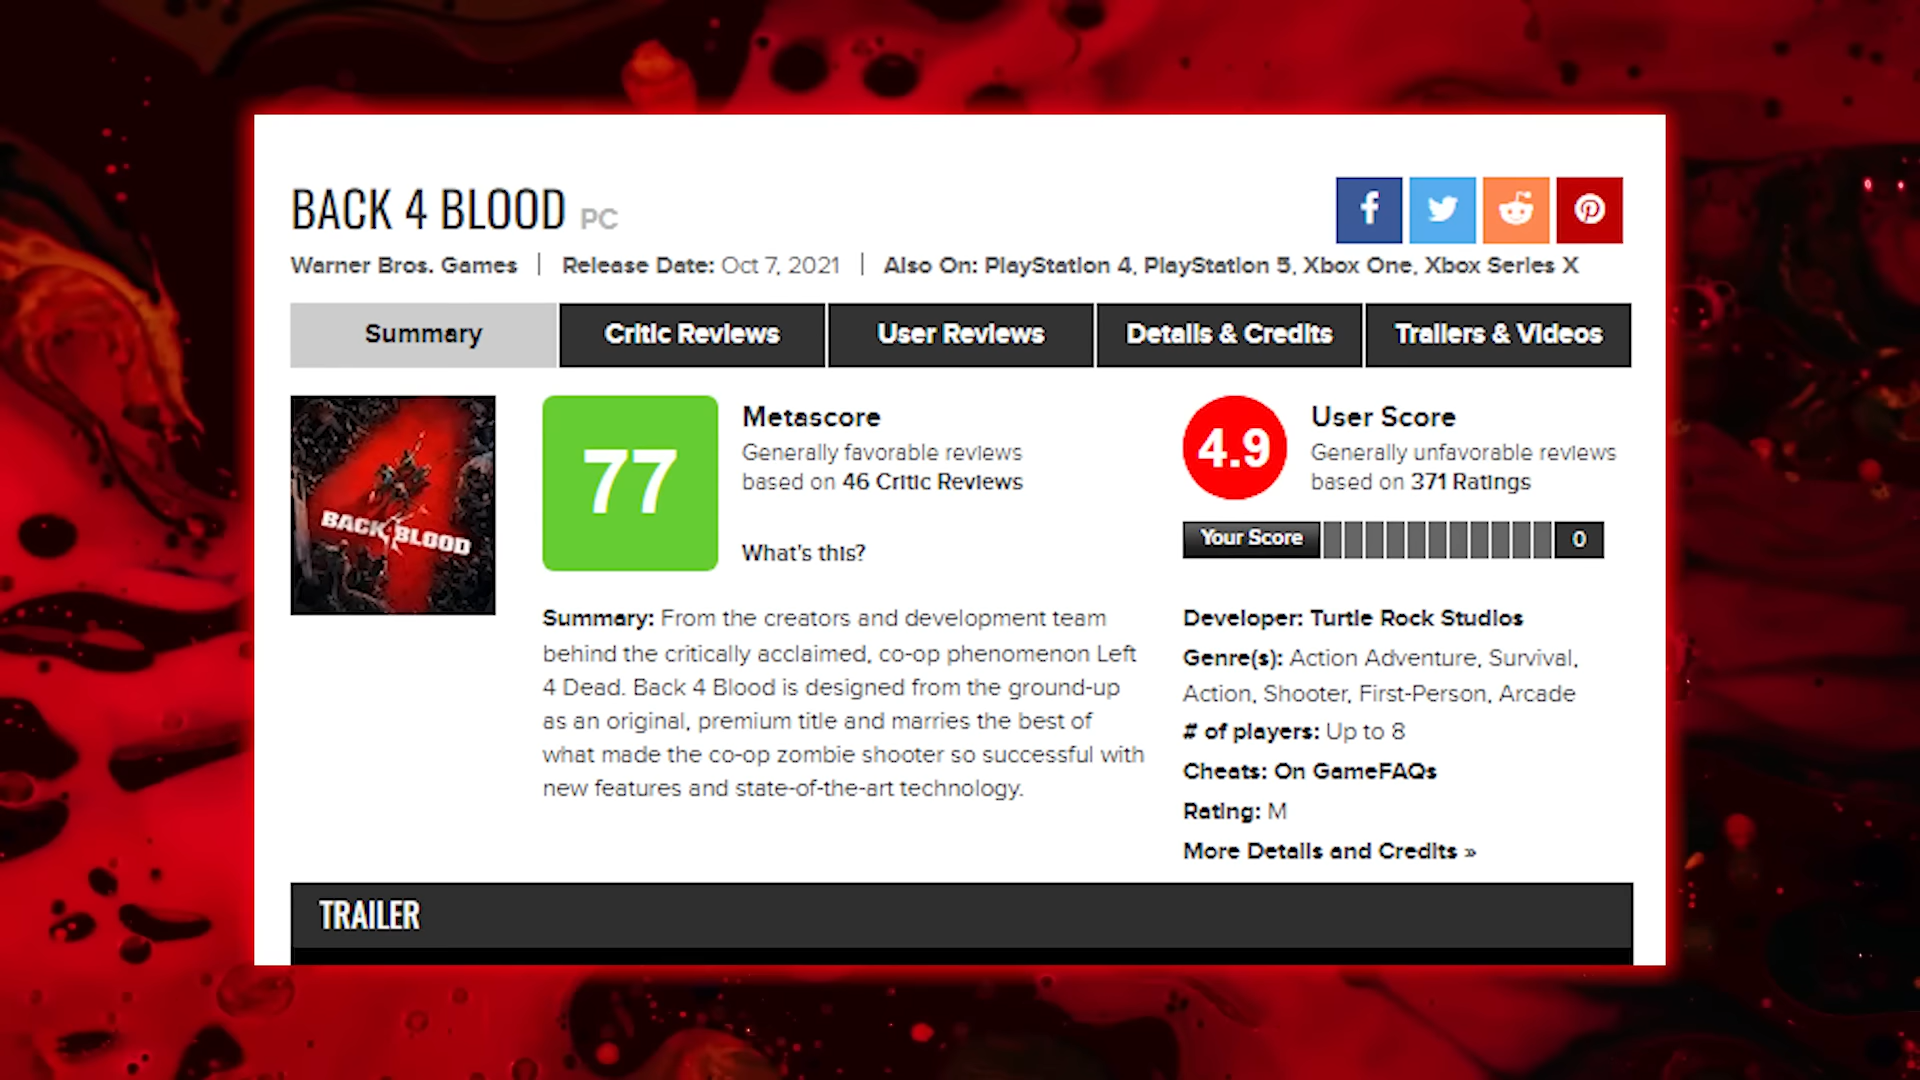 BACK 4 BLOOD PC
Warner Bros. Games | Release Date: Oct 7, 2021 | Also On: PlayStation 4, PlayStation 5, Xbox One, Xbox Series X
Summary
Critic Reviews
User Reviews
Details & Credits
Trailers & Videos
BACK 4 BLOOD
77
Metascore
Generally favorable reviews
based on 46 Critic Reviews
What's this?
Summary: From the creators and development team
behind the critically acclaimed, co-op phenomenon Left
4 Dead. Back 4 Blood is designed from the ground-up
as an original, premium title and marries the best of
what made the co-op zombie shooter so successful with
new features and state-of-the-art technology.
4.9
User Score
Generally unfavorable reviews
based on 371 Ratings
Your Score 0
Developer: Turtle Rock Studios
Genre(s): Action Adventure, Survival,
Action, Shooter, First-Person, Arcade
# of players: Up to 8
Cheats: On GameFAQs
Rating: M
More Details and Credits »
TRAILER